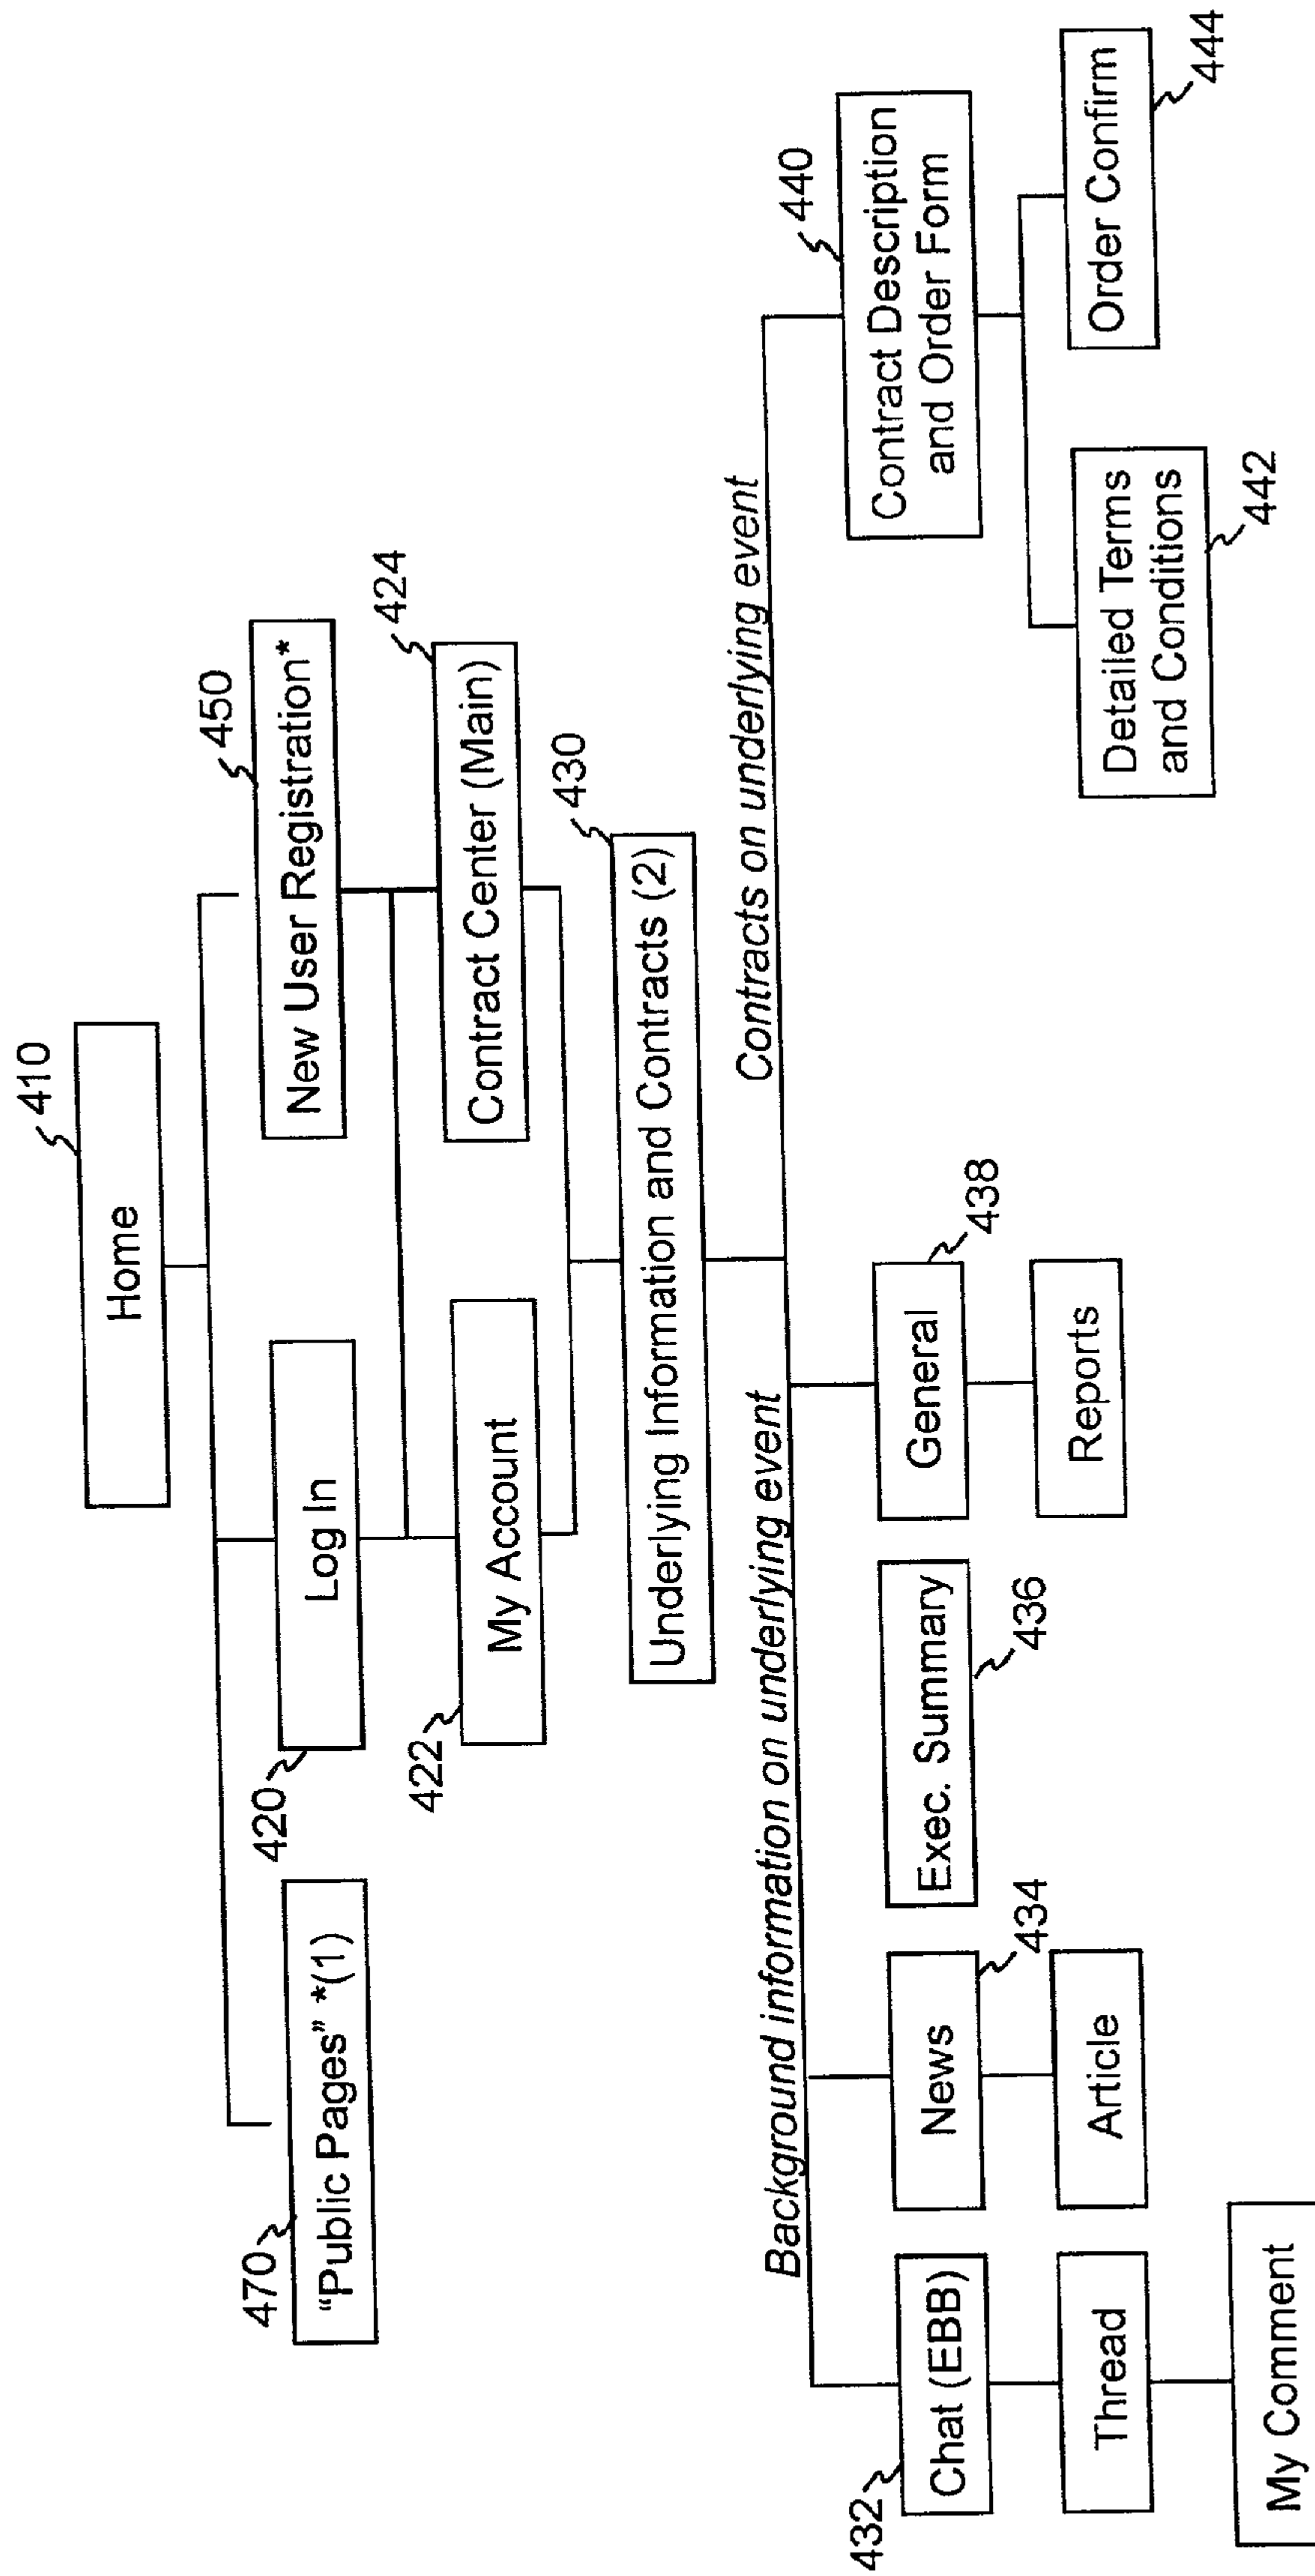 410
Home
450
New User Registration*
420
Log In
470
"Public Pages" *(1)
424
Contract Center (Main)
422
My Account
430
Underlying Information and Contracts (2)
Background information on underlying event
Contracts on underlying event
432
Chat (EBB)
Thread
My Comment
News
434
Article
Exec. Summary
436
General
438
Reports
440
Contract Description
and Order Form
Detailed Terms
and Conditions
442
Order Confirm
444